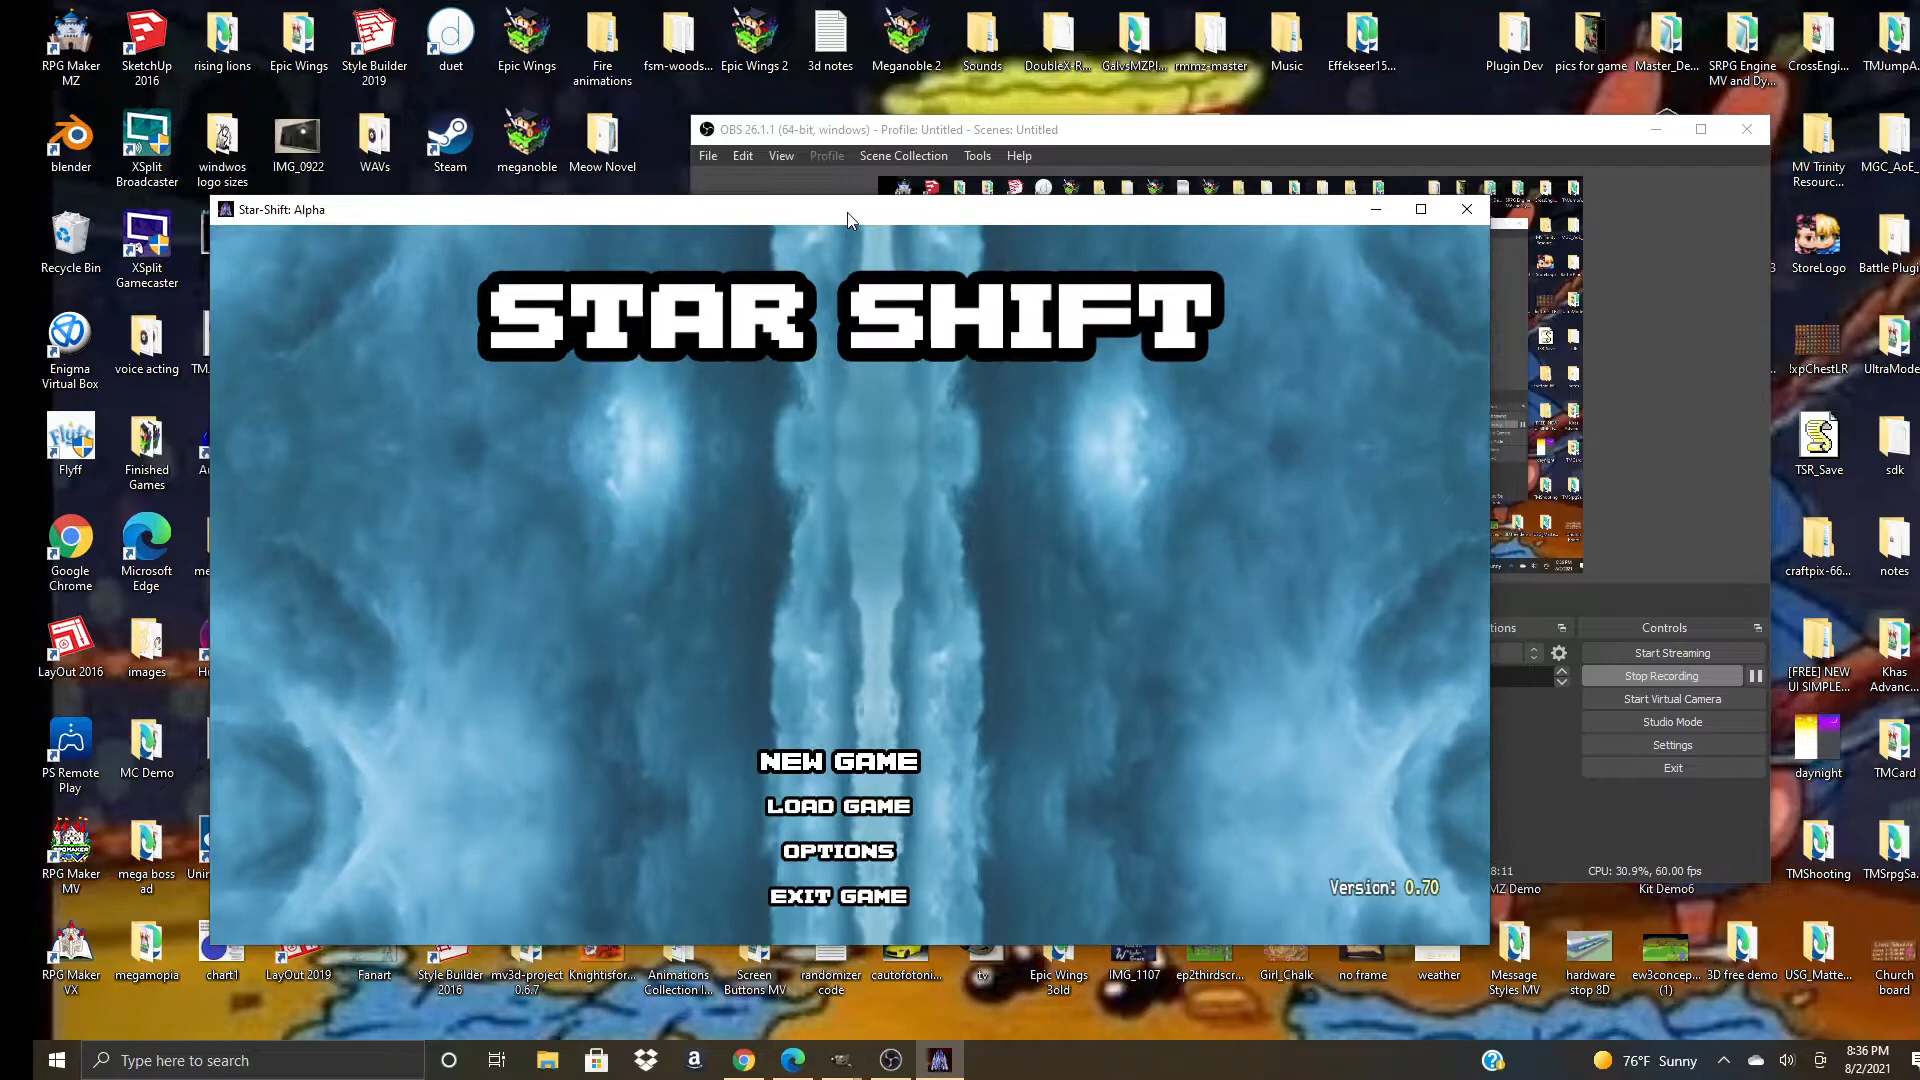 RPG Maker
MZ
SketchUp
2016
rising lions
Epic Wings
Style Builder
2019
duet
Epic Wings
Fire
animations
fsm-woods...
Epic Wings 2
3d notes
Meganoble 2
Sounds
DoubleX-R...
GalvsMZPl...
rmmz-master
Music
Effekseer15...
Plugin Dev
pics for game
Master_De...
SRPG Engine
MV and Dy...
CrossEngi...
TMJumpA...
blender
XSplit
Broadcaster
windwos
logo sizes
IMG_0922
WAVs
Steam
meganoble
Meow Novel
MV Trinity
Resourc...
MGC_AoE_
OBS 26.1.1 (64-bit, windows) - Profile: Untitled - Scenes: Untitled
File Edit View Profile Scene Collection Tools Help
Star-Shift: Alpha
STAR SHIFT
NEW GAME
LOAD GAME
OPTIONS
EXIT GAME
Version: 0.70
Recycle Bin
XSplit
Gamecaster
StoreLogo
Battle Plugi
Enigma
Virtual Box
voice acting
!xpChestLR
UltraMode
Flyff
Finished
Games
TSR_Save
sdk
Google
Chrome
Microsoft
Edge
craftpix-66...
notes
LayOut 2016
images
[FREE] NEW
UI SIMPLE...
Khas
Advanc...
Controls
Start Streaming
Stop Recording
Start Virtual Camera
Studio Mode
Settings
Exit
8:11
CPU: 30.9%, 60.00 fps
PS Remote
Play
MC Demo
daynight
TMCard
RPG Maker
MV
mega boss
ad
MZ Demo
Kit Demo6
TMShooting
TMSrpgSa...
RPG Maker
VX
megamopia
chart1
LayOut 2019
Fanart
Style Builder
2016
mv3d-project
0.6.7
Knightisfor...
Animations
Collection I...
Screen
Buttons MV
randomizer
code
cautofotoni...
tv
Epic Wings
3old
IMG_1107
ep2thirdscr...
Girl_Chalk
no frame
weather
Message
Styles MV
hardware
stop 8D
ew3concep...
(1)
3D free demo
USG_Matte...
Church
board
Type here to search
76°F Sunny
8:36 PM
8/2/2021